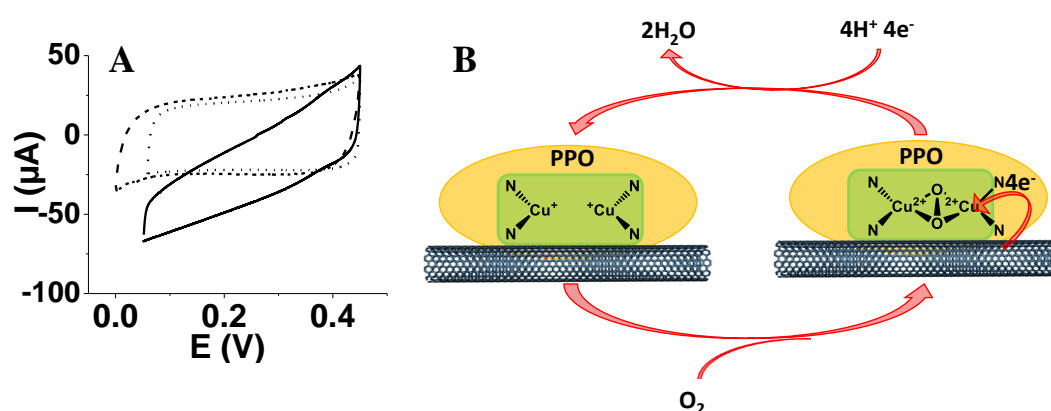 A
I (µA)
50
0
-50
-100
0.0 0.2 0.4
E (V)
B
2H₂O
4H⁺ 4e⁻
PPO
N
N
Cu⁺
⁺Cu
N
N
PPO
N
N
Cu²⁺
O
O
²⁺Cu
N
N
4e⁻
O₂